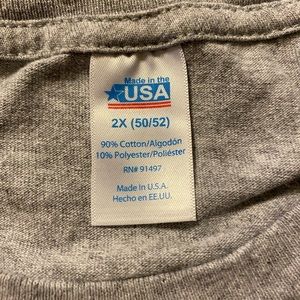 Made in the
USA
2X (50/52)
90% Cotton/Algodón
10% Polyester/Poliéster
RN# 91497
Made In U.S.A.
Hecho en EE.UU.